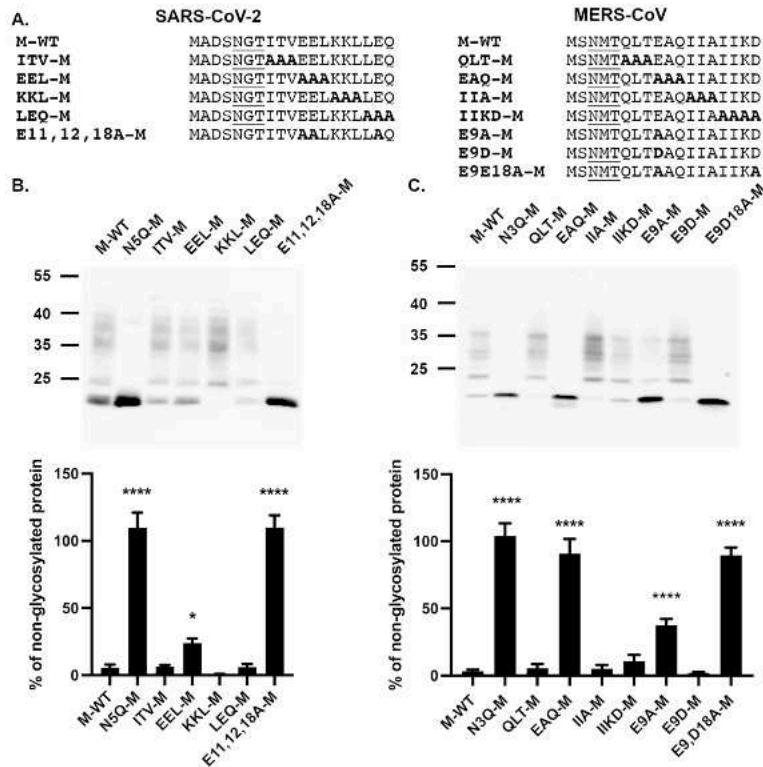 A.
SARS-CoV-2
M-WT MADSNGTITVEELKKLLEQ
ITV-M MADSNGTAAAEELKKLLEQ
EEL-M MADSNGTITVAAAKKLLEQ
KKL-M MADSNGTITVEELAAALEQ
LEQ-M MADSNGTITVEELKKLAAA
E11,12,18A-M MADSNGTITVAALKKLLAQ
MERS-CoV
M-WT MSNMTQLTEAQIIAIIKD
QLT-M MSNMTAAAEAQIIAIIKD
EAQ-M MSNMTQLTAAAIIAIIKD
IIA-M MSNMTQLTEAQAAAIIKD
IIKD-M MSNMTQLTEAQIIAAAAA
E9A-M MSNMTQLTAAQIIAIIKD
E9D-M MSNMTQLTDAQIIAIIKD
E9E18A-M MSNMTQLTAAQIIAIIKA
B.
M-WT
N5Q-M
ITV-M
EEL-M
KKL-M
LEQ-M
E11,12,18A-M
55
40
35
25
% of non-glycosylated protein
150
100
50
0
****
*
****
M-WT
N5Q-M
ITV-M
EEL-M
KKL-M
LEQ-M
E11,12,18A-M
C.
M-WT
N3Q-M
QLT-M
EAQ-M
IIA-M
IIKD-M
E9A-M
E9D-M
E9D18A-M
55
40
35
25
% of non-glycosylated protein
150
100
50
0
****
****
****
****
M-WT
N3Q-M
QLT-M
EAQ-M
IIA-M
IIKD-M
E9A-M
E9D-M
E9,D18A-M